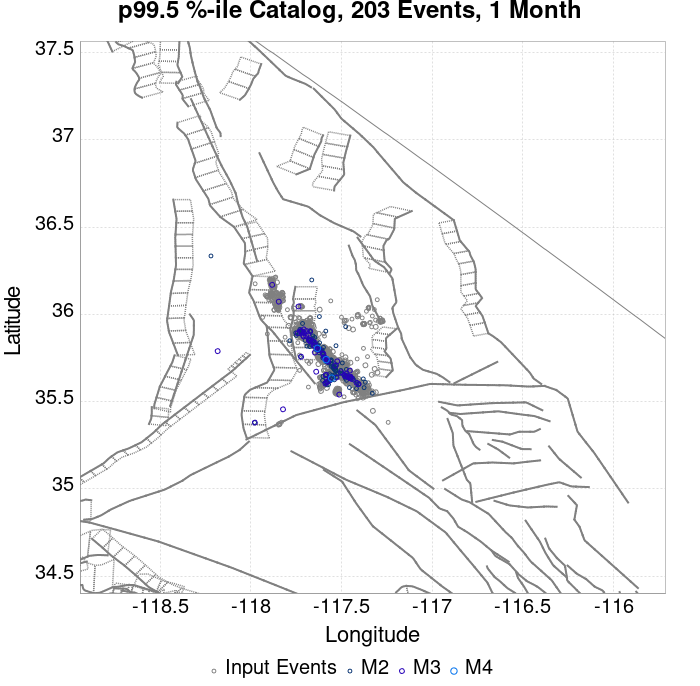 p99.5 %-ile Catalog, 203 Events, 1 Month
37.5
37
36.5
36
35.5
35
34.5
Latitude
-118.5 -118 -117.5 -117 -116.5 -116
Longitude
Input Events M2 M3 M4